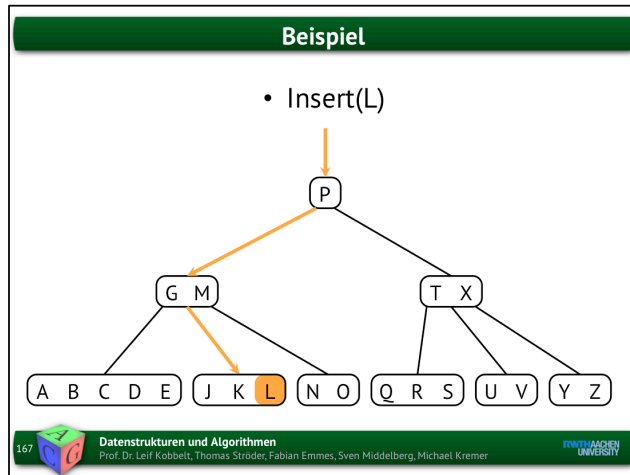 Beispiel
• Insert(L)
P
G M
T X
A B C D E
J K L
N O
Q R S
U V
Y Z
167
A
C G
Datenstrukturen und Algorithmen
Prof. Dr. Leif Kobbelt, Thomas Ströder, Fabian Emmes, Sven Middelberg, Michael Kremer
RWTHAACHEN
UNIVERSITY